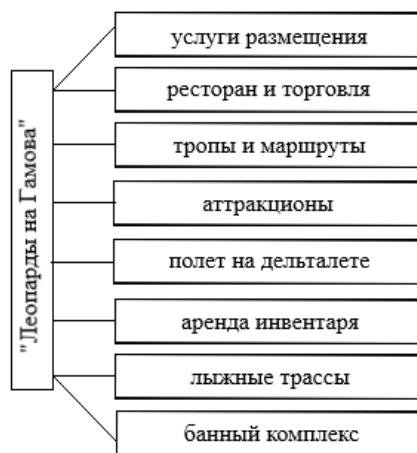 "Леопарды на Гамова"
услуги размещения
ресторан и торговля
тропы и маршруты
аттракционы
полет на дельталете
аренда инвентаря
лыжные трассы
банный комплекс